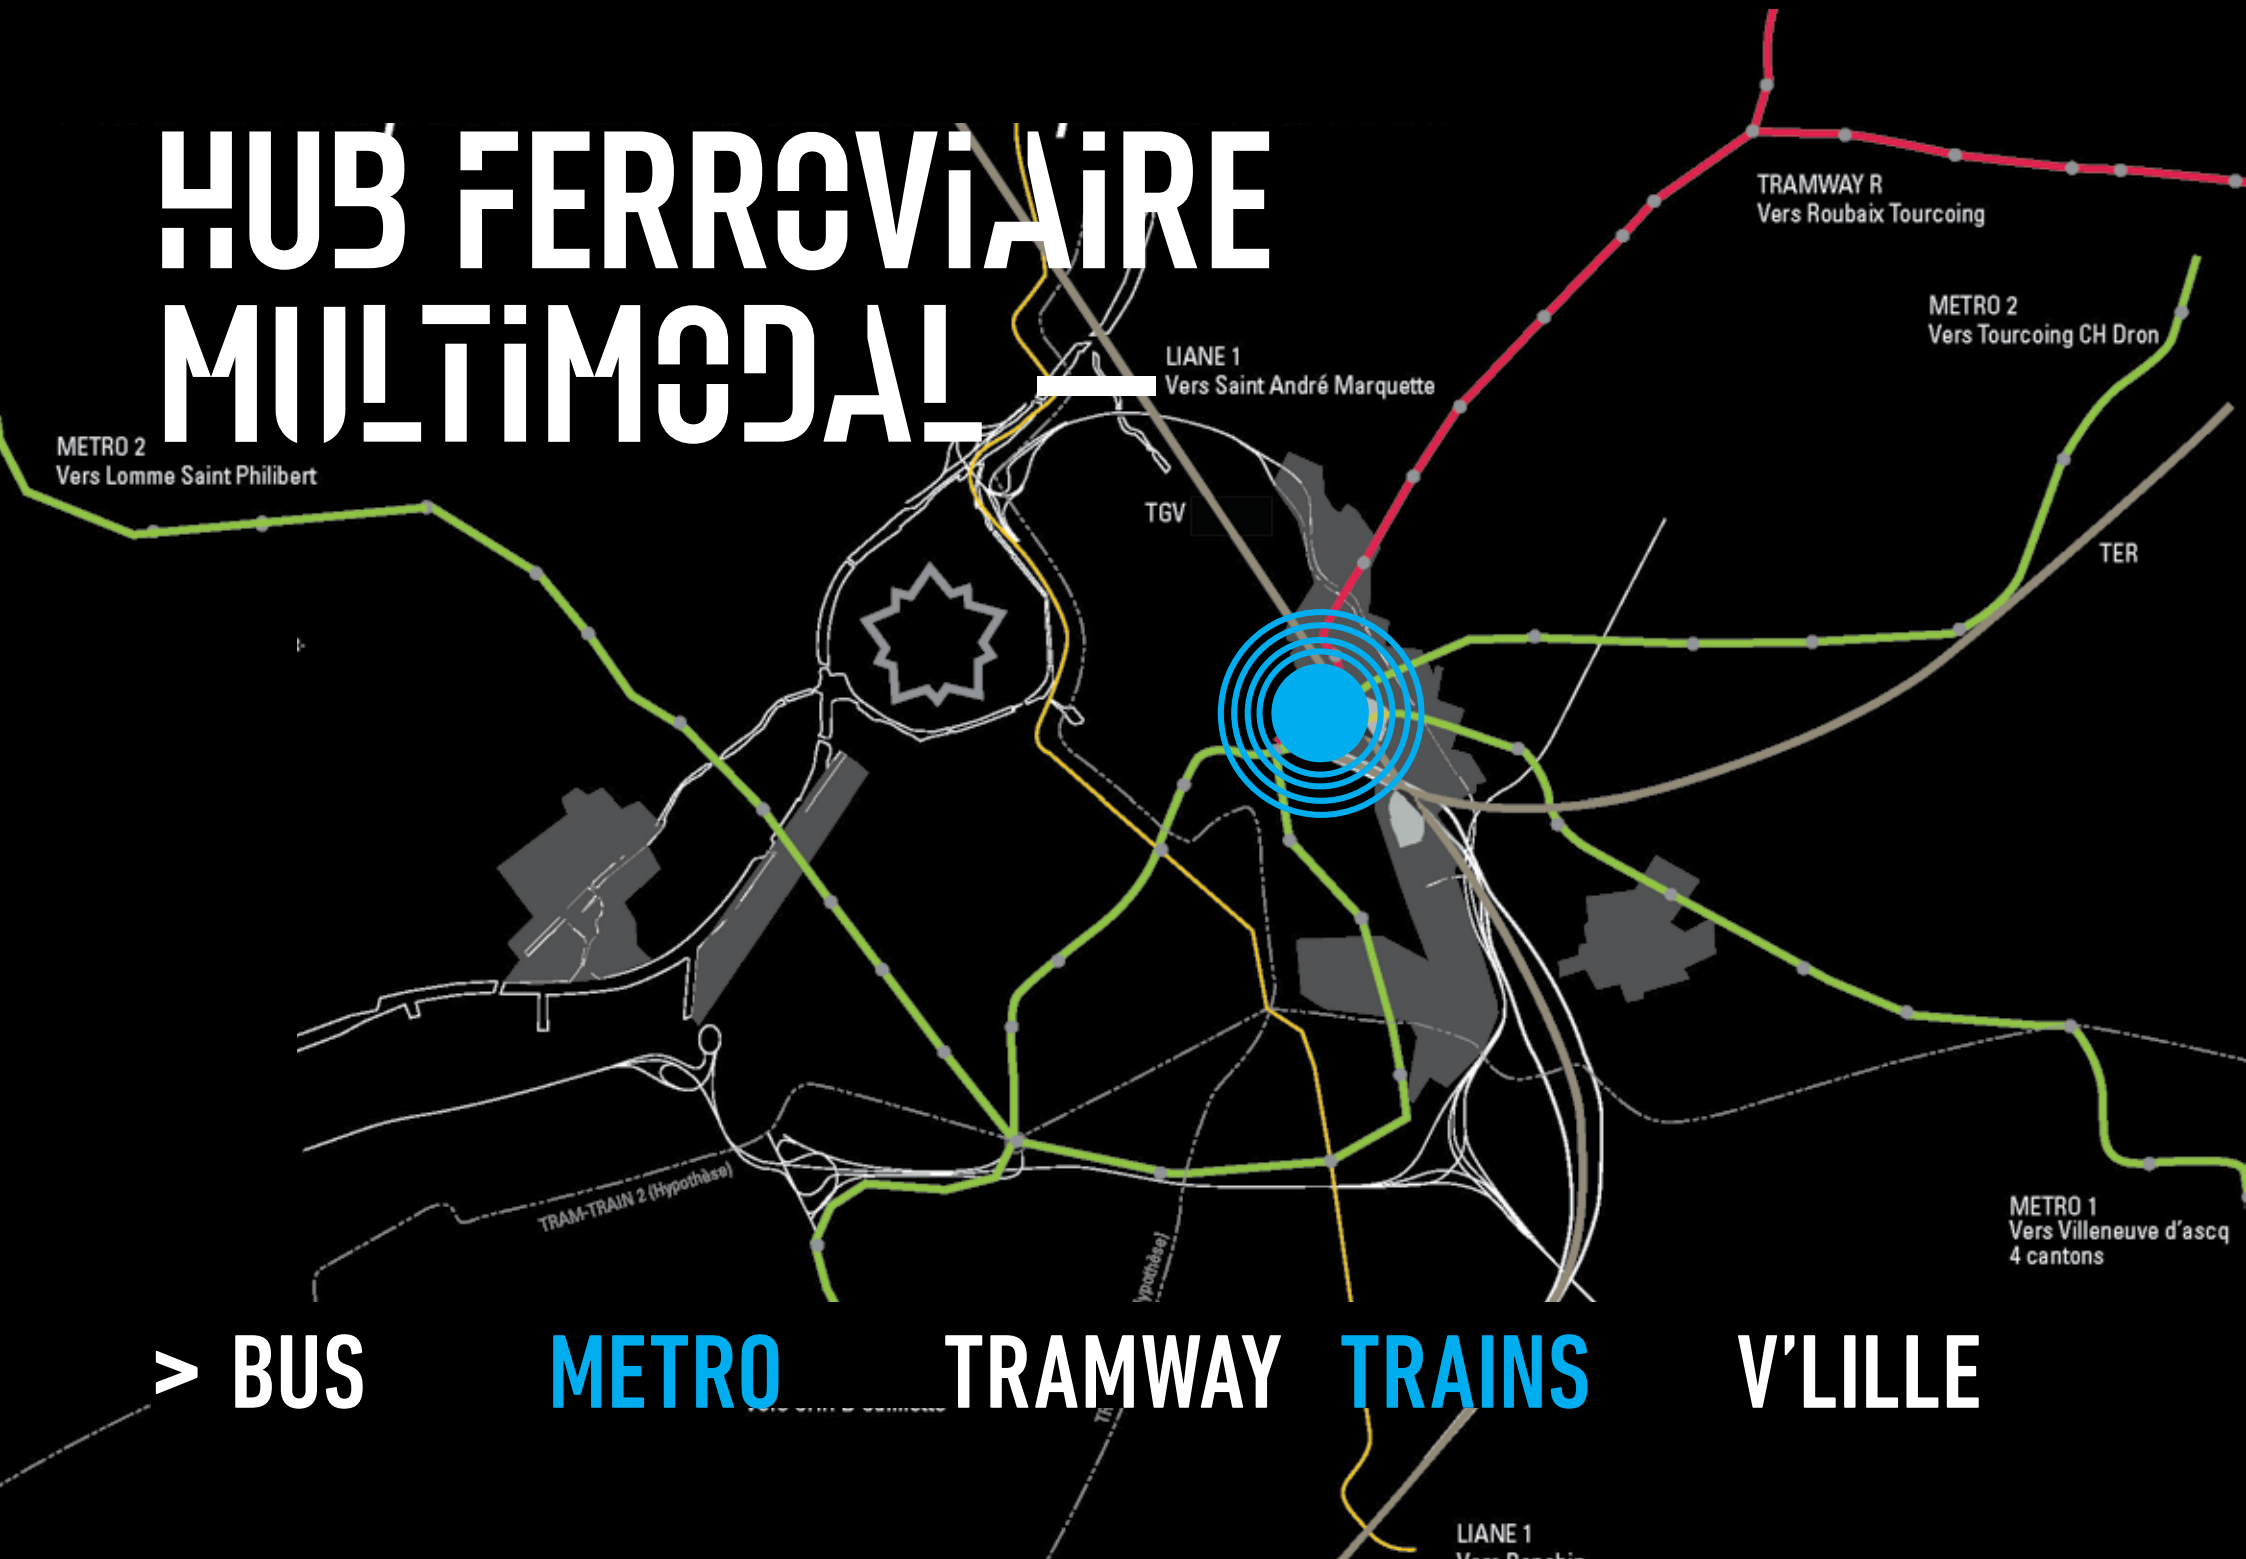 HUB FERROViAiRE
MULTiMODAL —
TRAMWAY R
Vers Roubaix Tourcoing
METRO 2
Vers Tourcoing CH Dron
LIANE 1
Vers Saint André Marquette
METRO 2
Vers Lomme Saint Philibert
TGV
TER
TRAM-TRAIN 2 (Hypothèse)
METRO 1
Vers Villeneuve d'ascq
4 cantons
> BUS METRO TRAMWAY TRAINS V'LILLE
LIANE 1